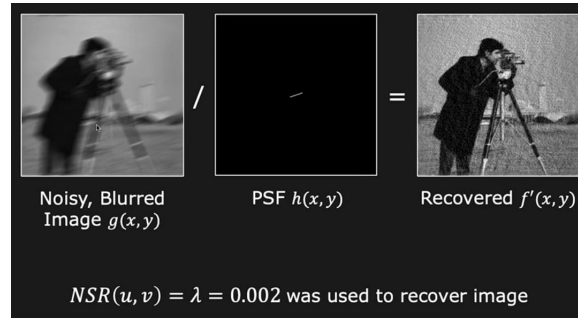 /
=
Noisy, Blurred
Image g(x,y)
PSF h(x,y)
Recovered f′(x,y)
NSR(u,v) = λ = 0.002 was used to recover image